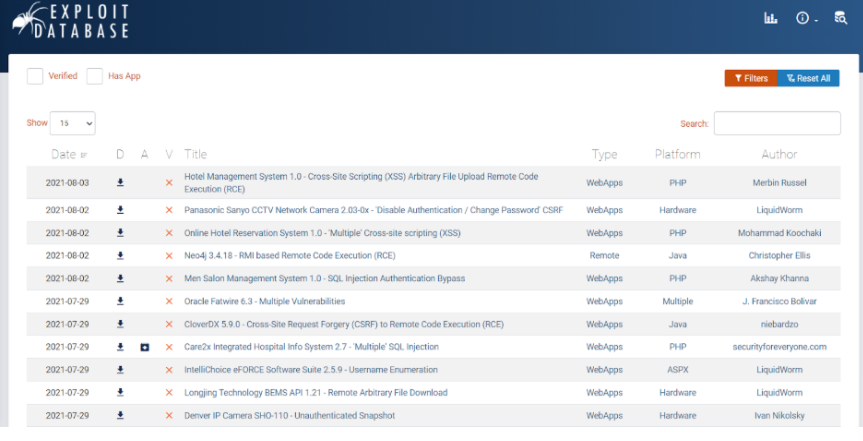 EXPLOIT
DATABASE
Verified Has App
Filters Reset All
Show 15 Search:
Date D A V Title Type Platform Author
2021-08-03 Hotel Management System 1.0 - Cross-Site Scripting (XSS) Arbitrary File Upload Remote Code WebApps PHP Merbin Russel
Execution (RCE)
2021-08-02 Panasonic Sanyo CCTV Network Camera 2.03-0x - 'Disable Authentication / Change Password' CSRF WebApps Hardware LiquidWorm
2021-08-02 Online Hotel Reservation System 1.0 - 'Multiple' Cross-site scripting (XSS) WebApps PHP Mohammad Koochaki
2021-08-02 Neo4j 3.4.18 - RMI based Remote Code Execution (RCE) Remote Java Christopher Ellis
2021-08-02 Men Salon Management System 1.0 - SQL Injection Authentication Bypass WebApps PHP Akshay Khanna
2021-07-29 Oracle Fatwire 6.3 - Multiple Vulnerabilities WebApps Multiple J. Francisco Bolivar
2021-07-29 CloverDX 5.9.0 - Cross-Site Request Forgery (CSRF) to Remote Code Execution (RCE) WebApps Java niebardzo
2021-07-29 Care2x Integrated Hospital Info System 2.7 - 'Multiple' SQL Injection WebApps PHP securityforeveryone.com
2021-07-29 IntelliChoice eFORCE Software Suite 2.5.9 - Username Enumeration WebApps ASPX LiquidWorm
2021-07-29 Longjing Technology BEMS API 1.21 - Remote Arbitrary File Download WebApps Hardware LiquidWorm
2021-07-29 Denver IP Camera SHO-110 - Unauthenticated Snapshot WebApps Hardware Ivan Nikolsky